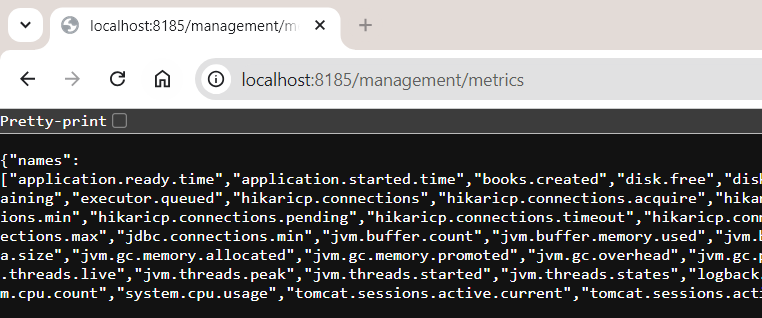 localhost:8185/management/m
localhost:8185/management/metrics
Pretty-print
{"names":
["application.ready.time","application.started.time","books.created","disk.free","disk
aining","executor.queued","hikaricp.connections","hikaricp.connections.acquire","hika
ions.min","hikaricp.connections.pending","hikaricp.connections.timeout","hikaricp.conn
ections.max","jdbc.connections.min","jvm.buffer.count","jvm.buffer.memory.used","jvm.b
a.size","jvm.gc.memory.allocated","jvm.gc.memory.promoted","jvm.gc.overhead","jvm.gc.p
.threads.live","jvm.threads.peak","jvm.threads.started","jvm.threads.states","logback.
m.cpu.count","system.cpu.usage","tomcat.sessions.active.current","tomcat.sessions.acti